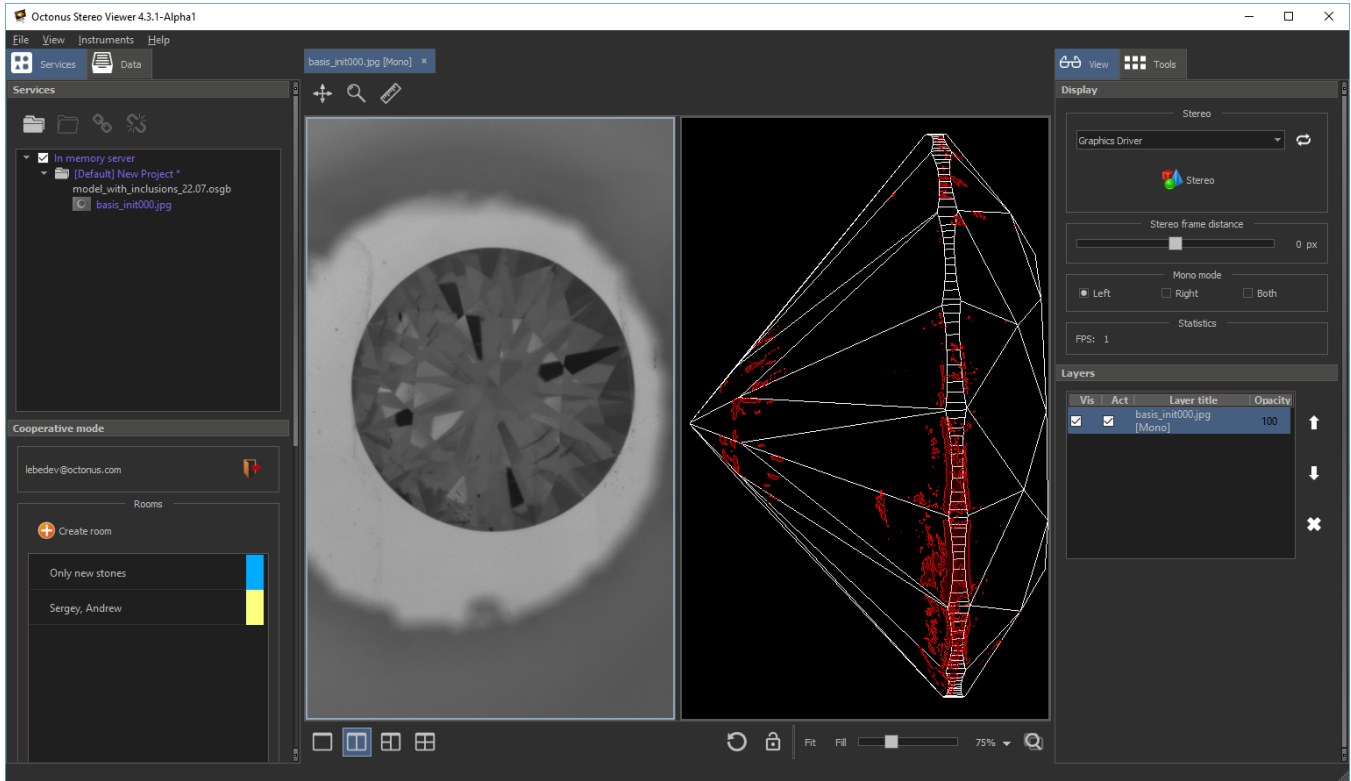 Octonus Stereo Viewer 4.3.1-Alpha1
File View Instruments Help
Services Data
Services
In memory server
[Default] New Project *
model_with_inclusions_22.07.osgb
basis_init000.jpg
Cooperative mode
lebedev@octonus.com
Rooms
Create room
Only new stones
Sergey, Andrew
basis_init000.jpg [Mono]
Fit Fill 75%
View Tools
Display
Stereo
Graphics Driver
Stereo
Stereo frame distance
0 px
Mono mode
Left Right Both
Statistics
FPS: 1
Layers
Vis Act Layer title Opacity
basis_init000.jpg
[Mono]
100